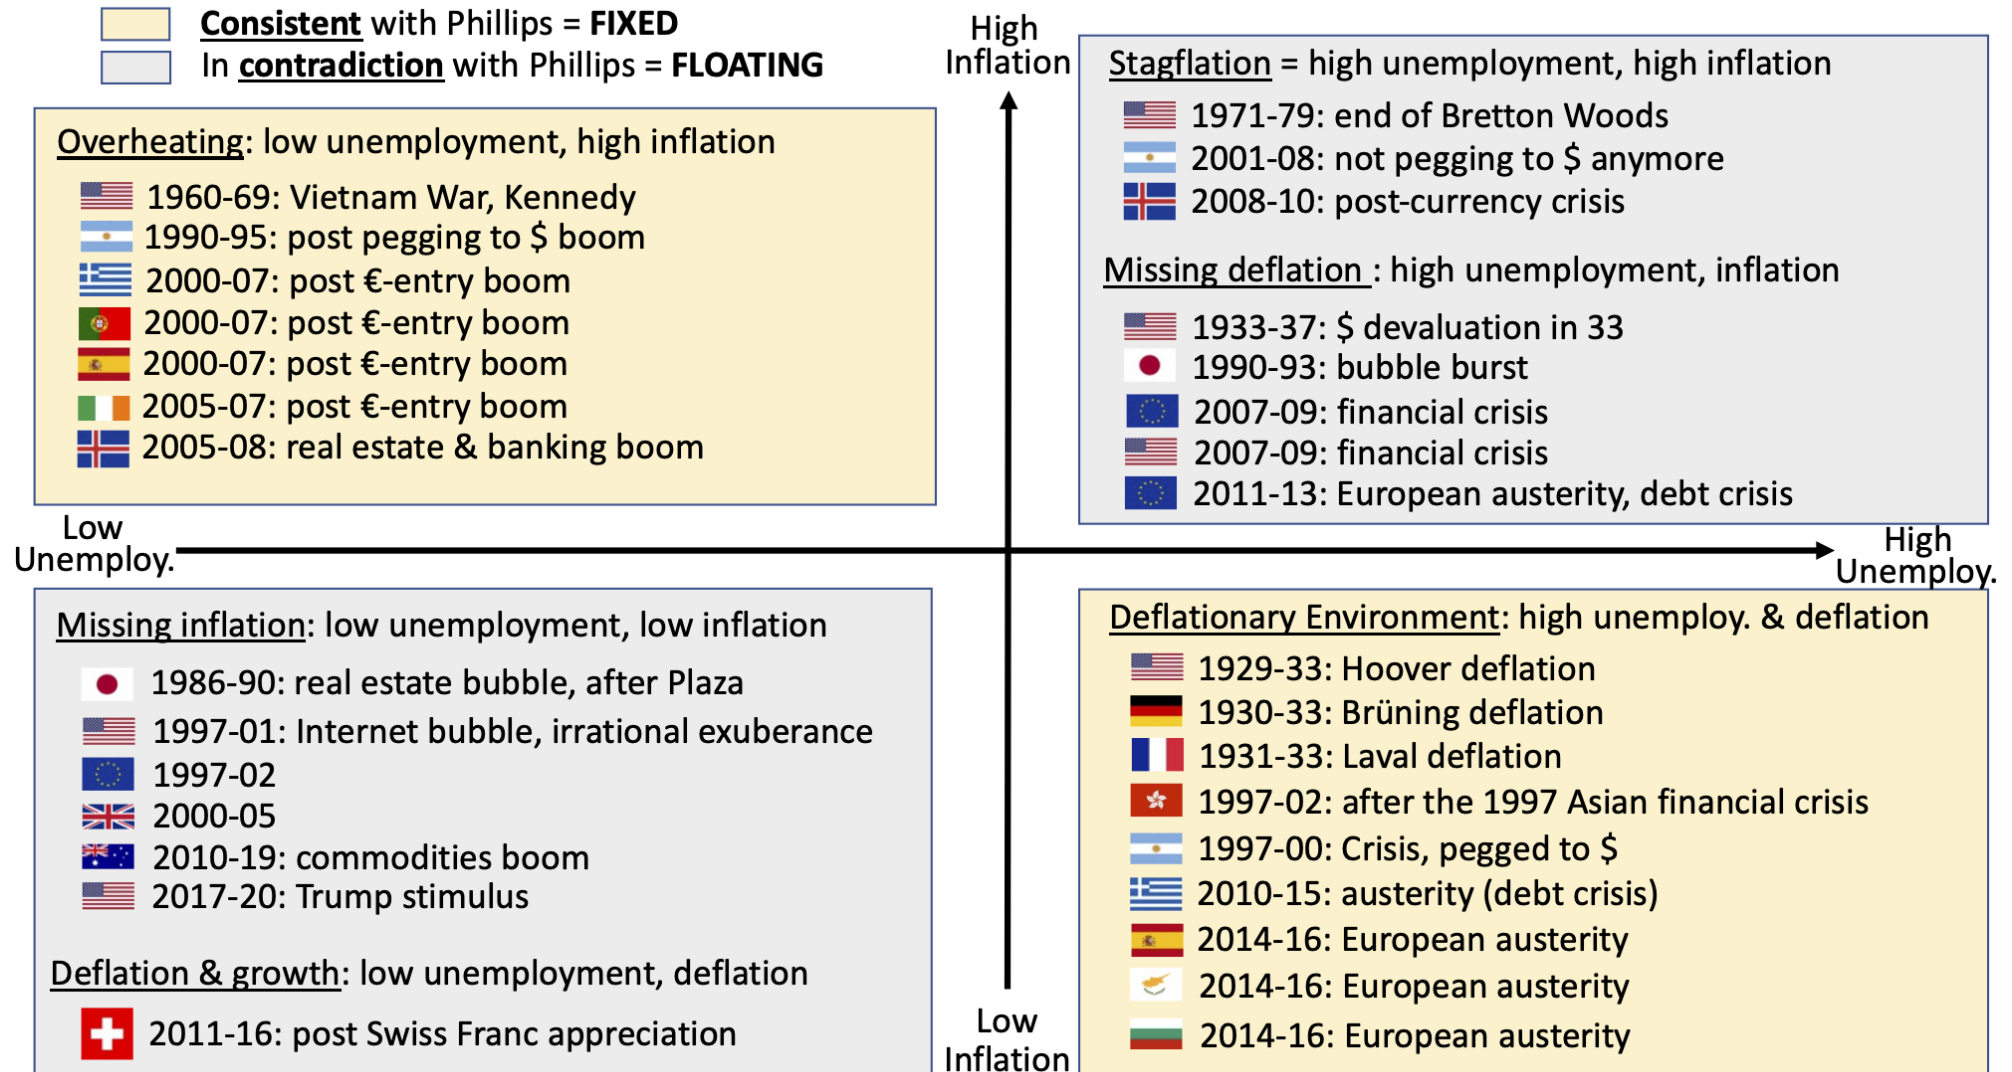 Consistent with Phillips = FIXED
In contradiction with Phillips = FLOATING
High
Inflation
Overheating: low unemployment, high inflation
1960-69: Vietnam War, Kennedy
1990-95: post pegging to $ boom
2000-07: post €-entry boom
2000-07: post €-entry boom
2000-07: post €-entry boom
2005-07: post €-entry boom
2005-08: real estate & banking boom
Stagflation = high unemployment, high inflation
1971-79: end of Bretton Woods
2001-08: not pegging to $ anymore
2008-10: post-currency crisis
Missing deflation : high unemployment, inflation
1933-37: $ devaluation in 33
1990-93: bubble burst
2007-09: financial crisis
2007-09: financial crisis
2011-13: European austerity, debt crisis
Low
Unemploy.
High
Unemploy.
Missing inflation: low unemployment, low inflation
1986-90: real estate bubble, after Plaza
1997-01: Internet bubble, irrational exuberance
1997-02
2000-05
2010-19: commodities boom
2017-20: Trump stimulus
Deflation & growth: low unemployment, deflation
2011-16: post Swiss Franc appreciation
Low
Inflation
Deflationary Environment: high unemploy. & deflation
1929-33: Hoover deflation
1930-33: Brüning deflation
1931-33: Laval deflation
1997-02: after the 1997 Asian financial crisis
1997-00: Crisis, pegged to $
2010-15: austerity (debt crisis)
2014-16: European austerity
2014-16: European austerity
2014-16: European austerity